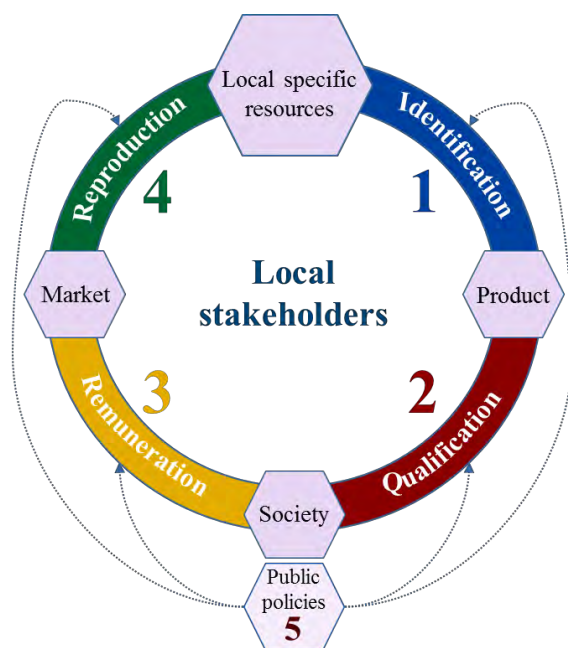 Local specific
resources
Identification
1
Product
2
Qualification
Society
Remuneration
3
Market
Reproduction
4
Local
stakeholders
Public
policies
5